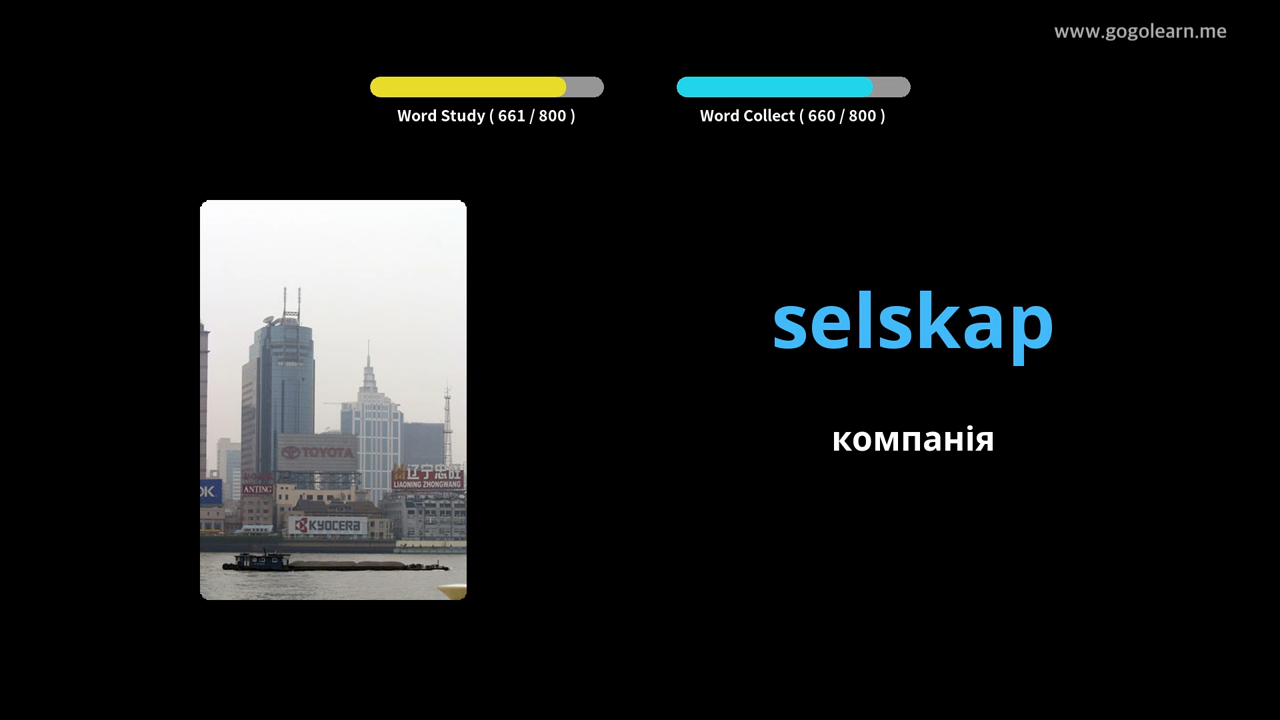 www.gogolearn.me
Word Study ( 661 / 800 )
Word Collect ( 660 / 800 )
selskap
компанія
TOYOTA
辽宁忠旺
LIAONING ZHONGWANG
OK
ANTING
KYOCERA